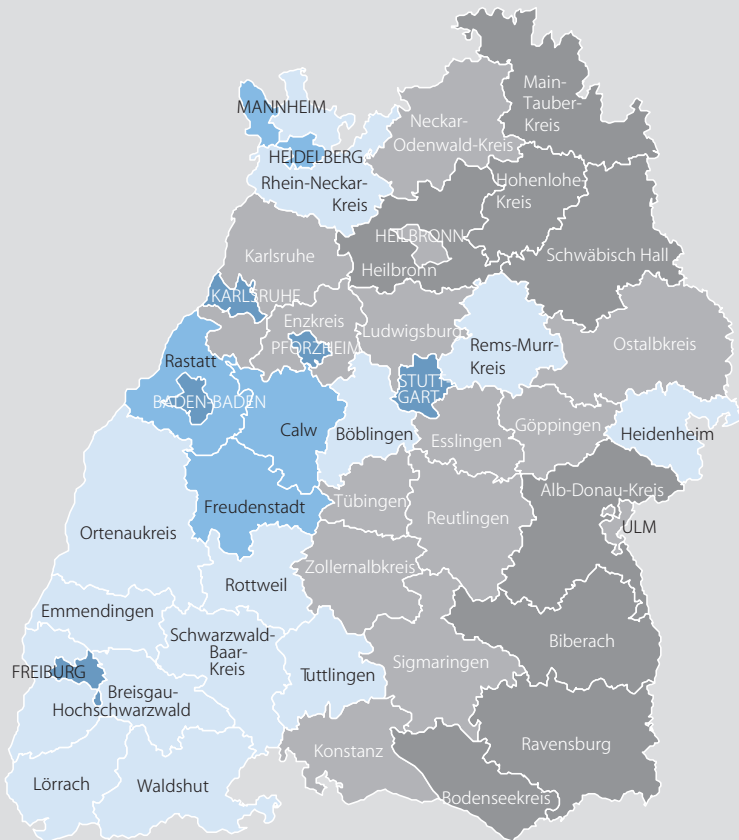 Main-
Tauber-
Kreis
MANNHEIM
Neckar-
Odenwald-Kreis
HEIDELBERG
Rhein-Neckar-
Kreis
Hohenlohe-
Kreis
HEILBRONN
Karlsruhe
Heilbronn
Schwäbisch Hall
KARLSRUHE
Enzkreis
Ludwigsburg
PFORZHEIM
Rems-Murr-
Kreis
Ostalbkreis
Rastatt
STUTT-
GART
BADEN-BADEN
Calw
Böblingen
Esslingen
Göppingen
Heidenheim
Alb-Donau-Kreis
Freudenstadt
Tübingen
Reutlingen
ULM
Ortenaukreis
Zollernalbkreis
Rottweil
Emmendingen
Schwarzwald-
Baar-
Kreis
Biberach
FREIBURG
Sigmaringen
Tuttlingen
Breisgau-
Hochschwarzwald
Konstanz
Ravensburg
Lörrach
Waldshut
Bodenseekreis